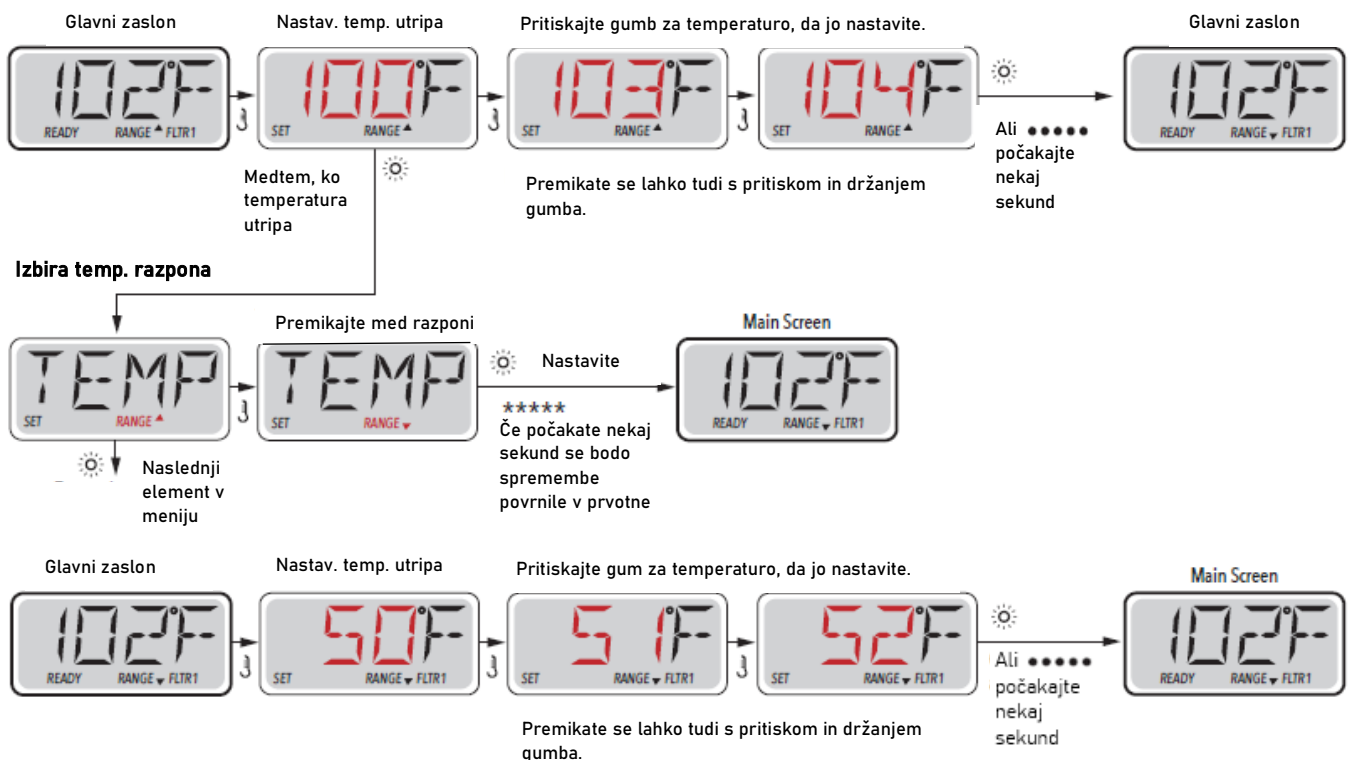 Glavni zaslon
Nastav. temp. utripa
Pritiskajte gumb za temperaturo, da jo nastavite.
Glavni zaslon
102°F
READY RANGE FLTR1
100°F
SET RANGE
103°F
SET RANGE
104°F
SET RANGE
Ali •••••
počakajte
nekaj
sekund
102°F
READY RANGE FLTR1
Medtem, ko
temperatura
utripa
Premikate se lahko tudi s pritiskom in držanjem
gumba.
Izbira temp. razpona
Premikajte med razponi
Main Screen
TEMP
SET RANGE
TEMP
SET RANGE
Nastavite
*****
Če počakate nekaj
sekund se bodo
spremembe
povrnile v prvotne
102°F
READY RANGE FLTR1
Naslednji
element v
meniju
Glavni zaslon
Nastav. temp. utripa
Pritiskajte gum za temperaturo, da jo nastavite.
Main Screen
102°F
READY RANGE FLTR1
50°F
SET RANGE FLTR1
51F
SET RANGE FLTR1
52°F
SET RANGE FLTR1
Ali •••••
počakajte
nekaj
sekund
102°F
READY RANGE FLTR1
Premikate se lahko tudi s pritiskom in držanjem
gumba.